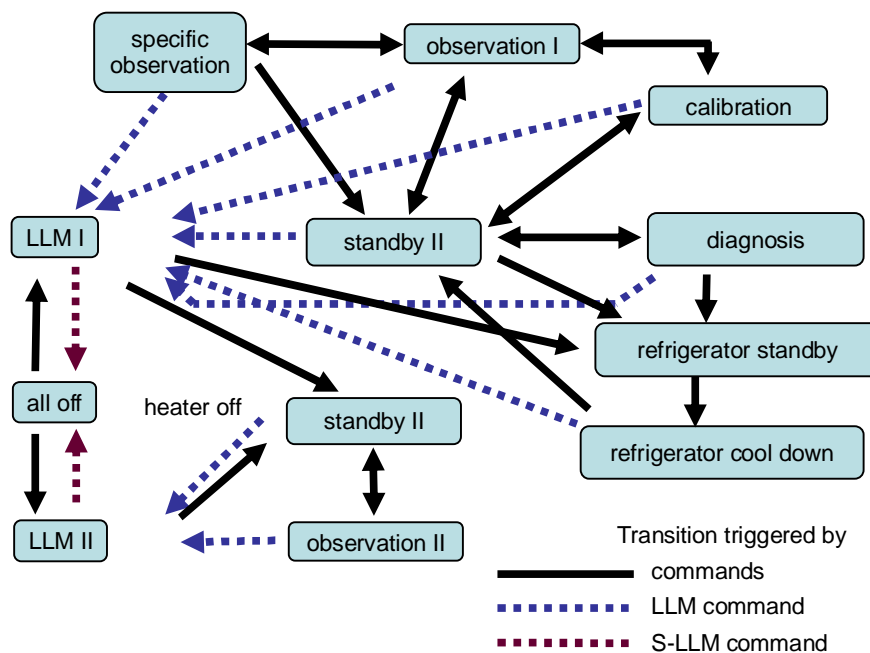 specific
observation
observation I
calibration
LLM I
standby II
diagnosis
refrigerator standby
all off
heater off
standby II
refrigerator cool down
LLM II
observation II
Transition triggered by
commands
LLM command
S-LLM command